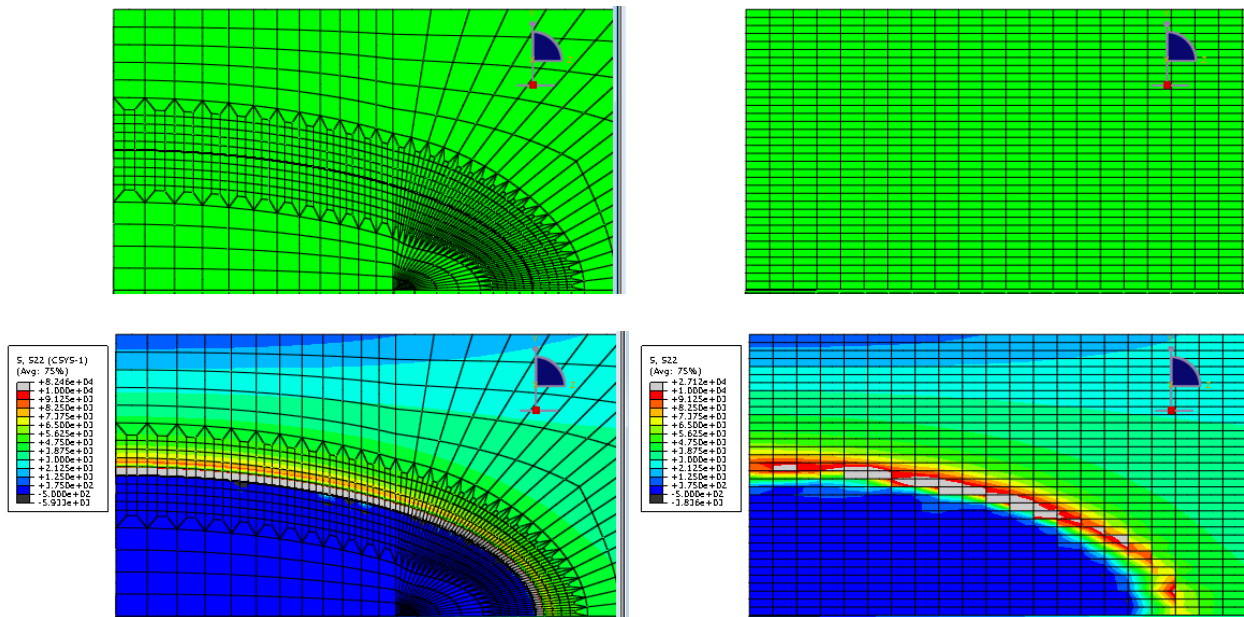 S, S22 (CSYS-1)
(Avg: 75%)
+8.246e+04
+1.000e+04
+9.125e+03
+8.250e+03
+7.375e+03
+6.500e+03
+5.625e+03
+4.750e+03
+3.875e+03
+3.000e+03
+2.125e+03
+1.250e+03
+3.750e+02
-5.000e+02
-5.933e+03
S, S22
(Avg: 75%)
+2.712e+04
+1.000e+04
+9.125e+03
+8.250e+03
+7.375e+03
+6.500e+03
+5.625e+03
+4.750e+03
+3.875e+03
+3.000e+03
+2.125e+03
+1.250e+03
+3.750e+02
-5.000e+02
-3.836e+03